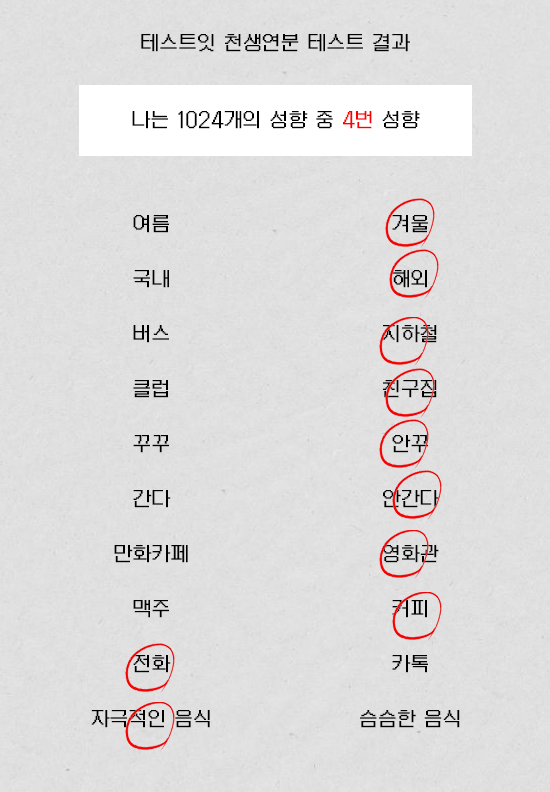 테스트잇 천생연분 테스트 결과
나는 1024개의 성향 중 4번 성향
여름 겨울
국내 해외
버스 지하철
클럽 친구집
꾸꾸 안꾸
간다 안간다
만화카페 영화관
맥주 커피
전화 카톡
자극적인 음식 슴슴한 음식